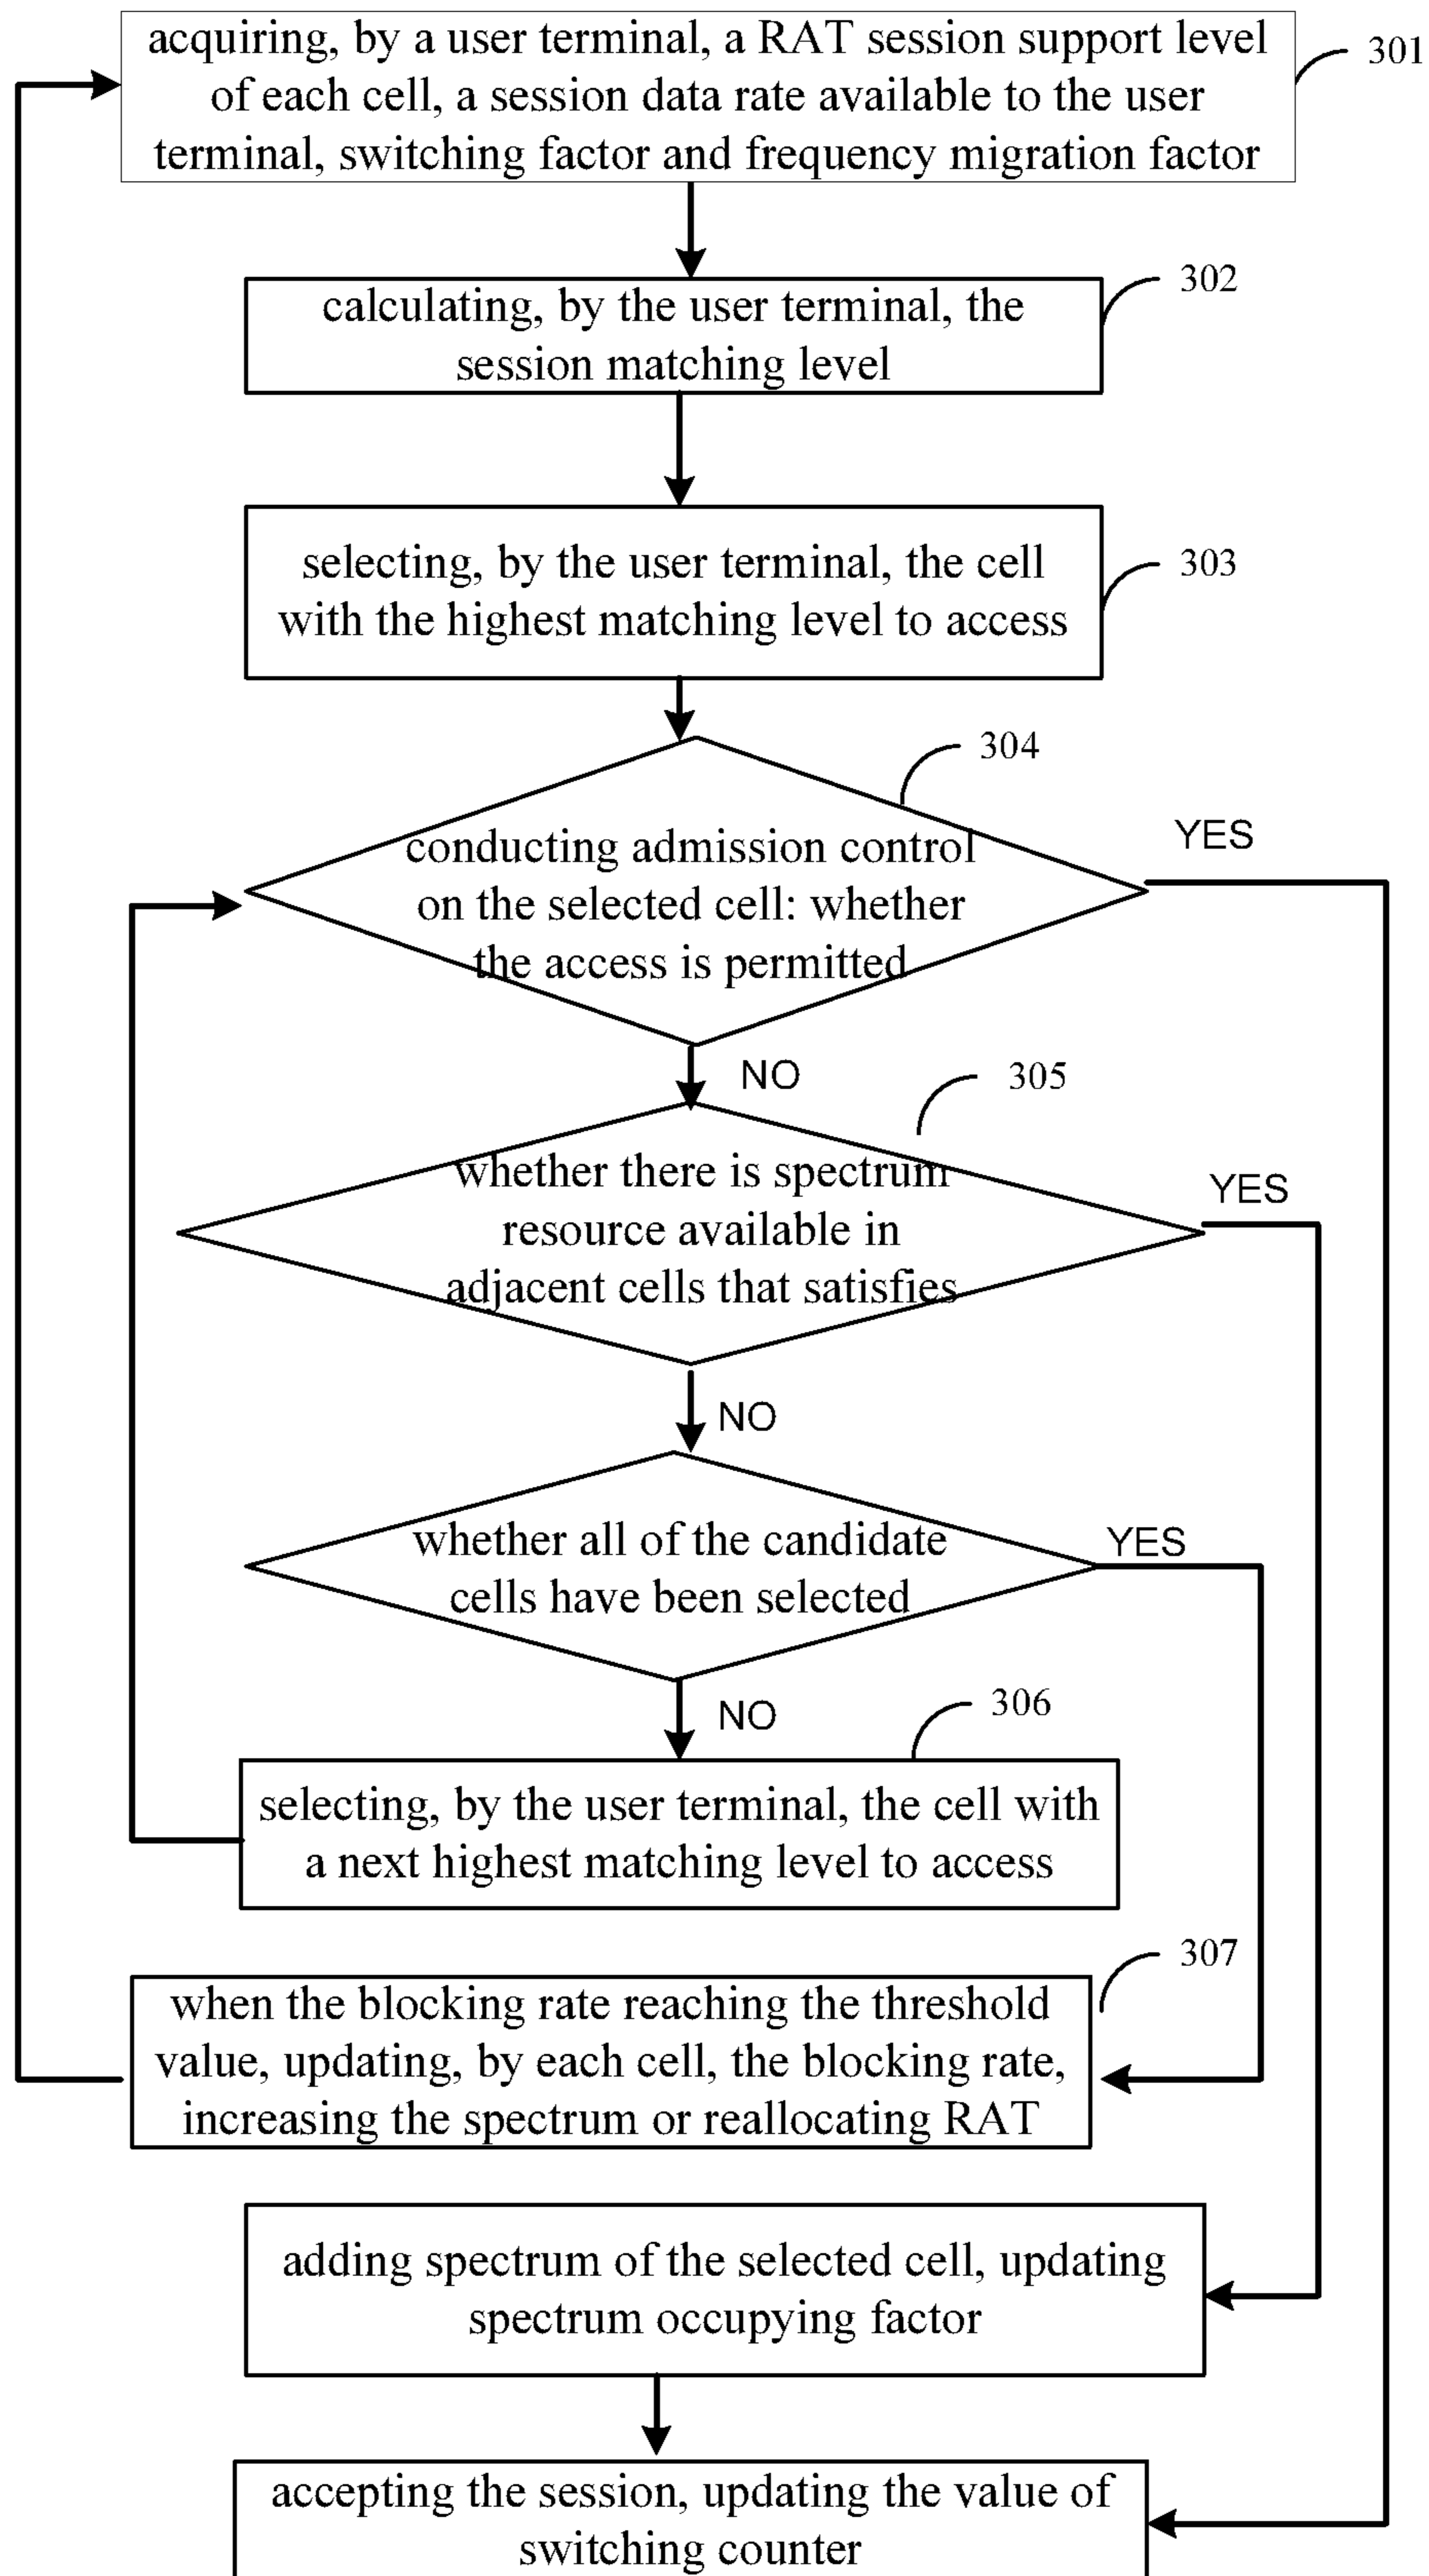 acquiring, by a user terminal, a RAT session support level
of each cell, a session data rate available to the user
terminal, switching factor and frequency migration factor
301
calculating, by the user terminal, the
session matching level
302
selecting, by the user terminal, the cell
with the highest matching level to access
303
304
conducting admission control
on the selected cell: whether
the access is permitted
YES
NO
305
whether there is spectrum
resource available in
adjacent cells that satisfies
YES
NO
whether all of the candidate
cells have been selected
YES
NO
306
selecting, by the user terminal, the cell with
a next highest matching level to access
307
when the blocking rate reaching the threshold
value, updating, by each cell, the blocking rate,
increasing the spectrum or reallocating RAT
adding spectrum of the selected cell, updating
spectrum occupying factor
accepting the session, updating the value of
switching counter